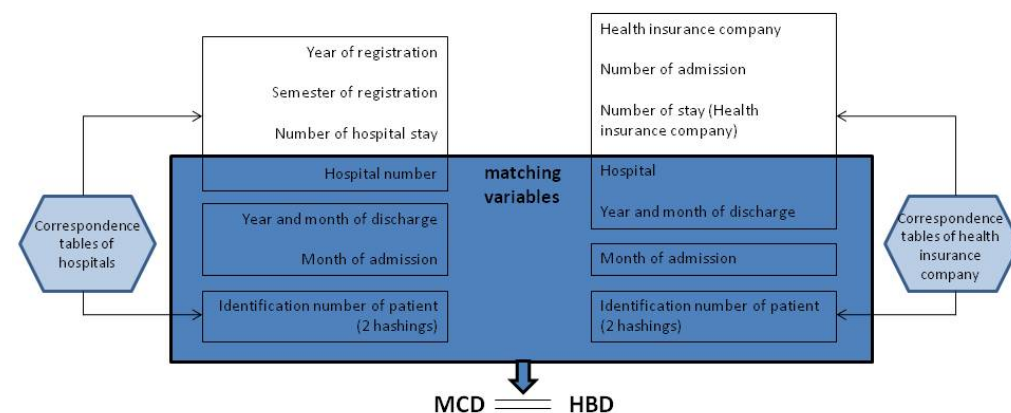 Year of registration
Semester of registration
Number of hospital stay
Hospital number
Year and month of discharge
Month of admission
Identification number of patient
(2 hashings)
Correspondence
tables of
hospitals
matching
variables
Health insurance company
Number of admission
Number of stay (Health
insurance company)
Hospital
Year and month of discharge
Month of admission
Identification number of patient
(2 hashings)
Correspondence
tables of health
insurance
company
MCD HBD